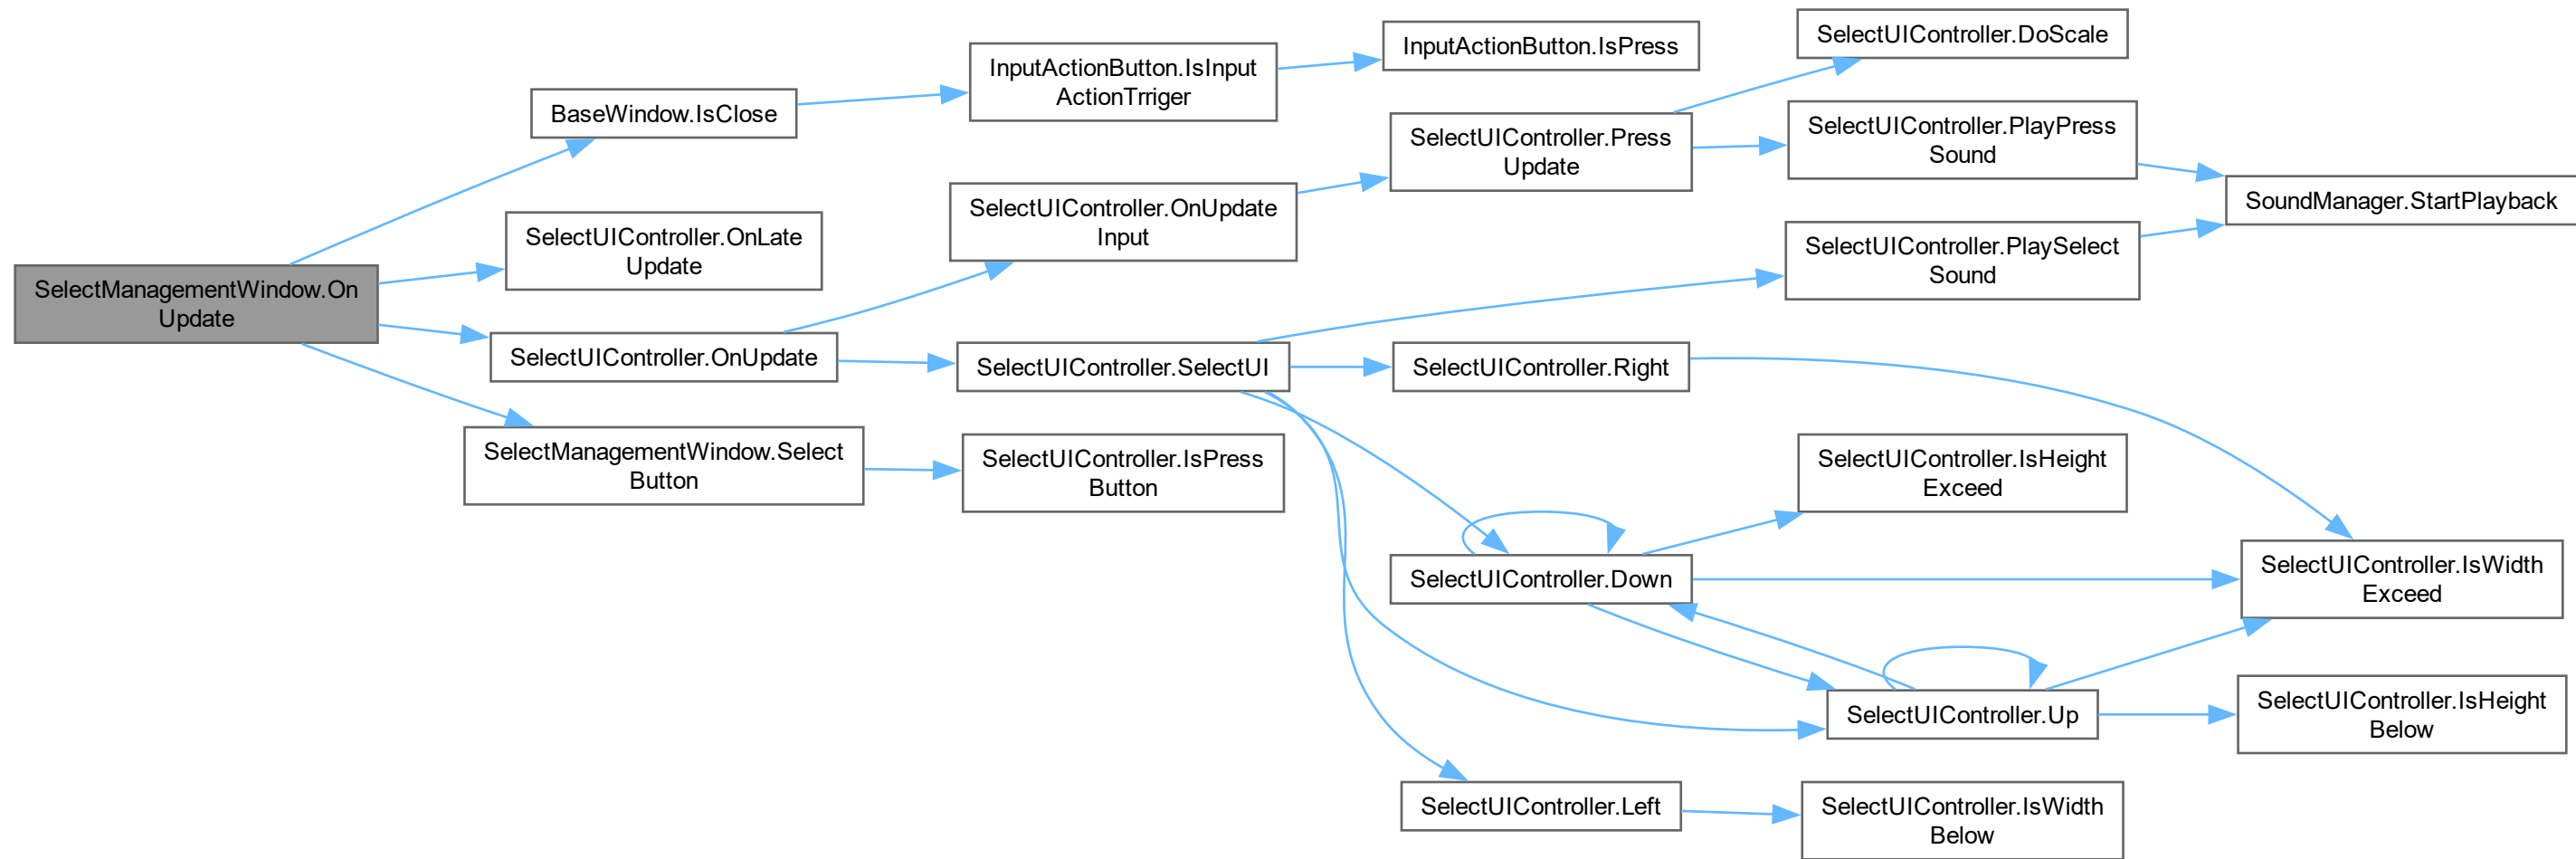 SelectManagementWindow.On
Update
BaseWindow.IsClose
SelectUIController.OnLate
Update
SelectUIController.OnUpdate
SelectManagementWindow.Select
Button
InputActionButton.IsInput
ActionTrriger
SelectUIController.OnUpdate
Input
SelectUIController.SelectUI
SelectUIController.IsPress
Button
InputActionButton.IsPress
SelectUIController.Press
Update
SelectUIController.Right
SelectUIController.Down
SelectUIController.Left
SelectUIController.DoScale
SelectUIController.PlayPress
Sound
SelectUIController.PlaySelect
Sound
SelectUIController.IsHeight
Exceed
SelectUIController.Up
SelectUIController.IsWidth
Below
SoundManager.StartPlayback
SelectUIController.IsWidth
Exceed
SelectUIController.IsHeight
Below